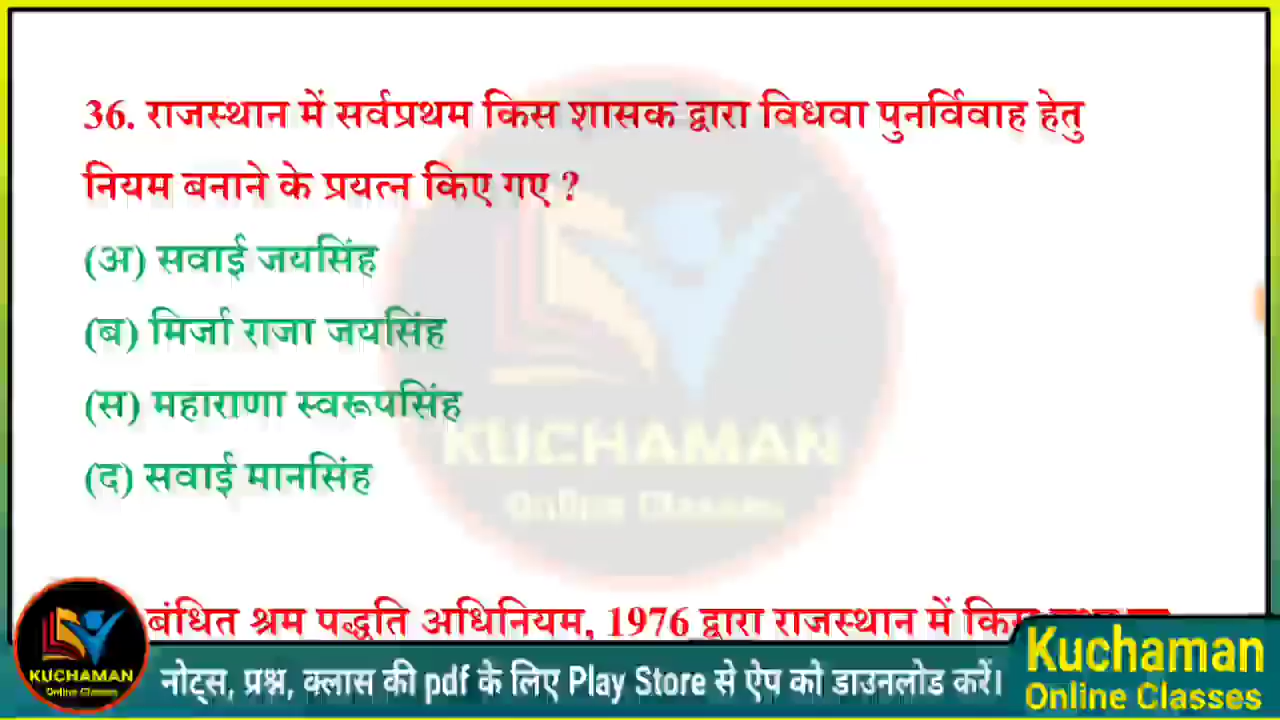 36. राजस्थान में सर्वप्रथम किस शासक द्वारा विधवा पुनर्विवाह हेतु
नियम बनाने के प्रयत्न किए गए ?
(अ) सवाई जयसिंह
(ब) मिर्जा राजा जयसिंह
(स) महाराणा स्वरूपसिंह
(द) सवाई मानसिंह
KUCHAMAN
Online Classes
बंधित श्रम पद्धति अधिनियम, 1976 द्वारा राजस्थान में
KUCHAMAN
Online Classes
नोट्स, प्रश्न, क्लास की pdf के लिए Play Store से ऐप को डाउनलोड करें।
Kuchaman
Online Classes